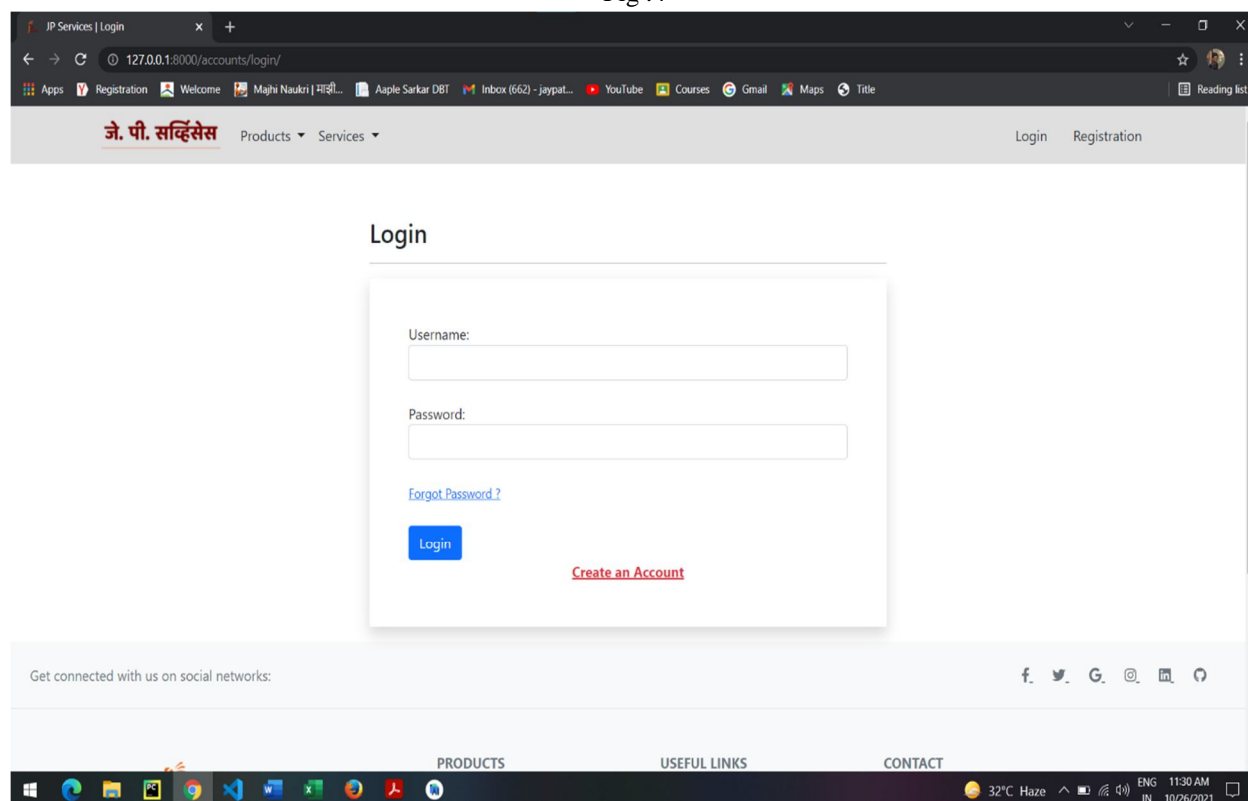 JP Services | Login
127.0.0.1:8000/accounts/login/
Apps Registration Welcome Majhi Naukri | माझी... Aaple Sarkar DBT Inbox (662) - jaypat... YouTube Courses Gmail Maps Title Reading list
जे. पी. सर्व्हिसेस Products Services Login Registration
Login
Username:
Password:
Forgot Password ?
Login
Create an Account
Get connected with us on social networks:
PRODUCTS USEFUL LINKS CONTACT
32°C Haze ENG 11:30 AM
IN 10/26/2021